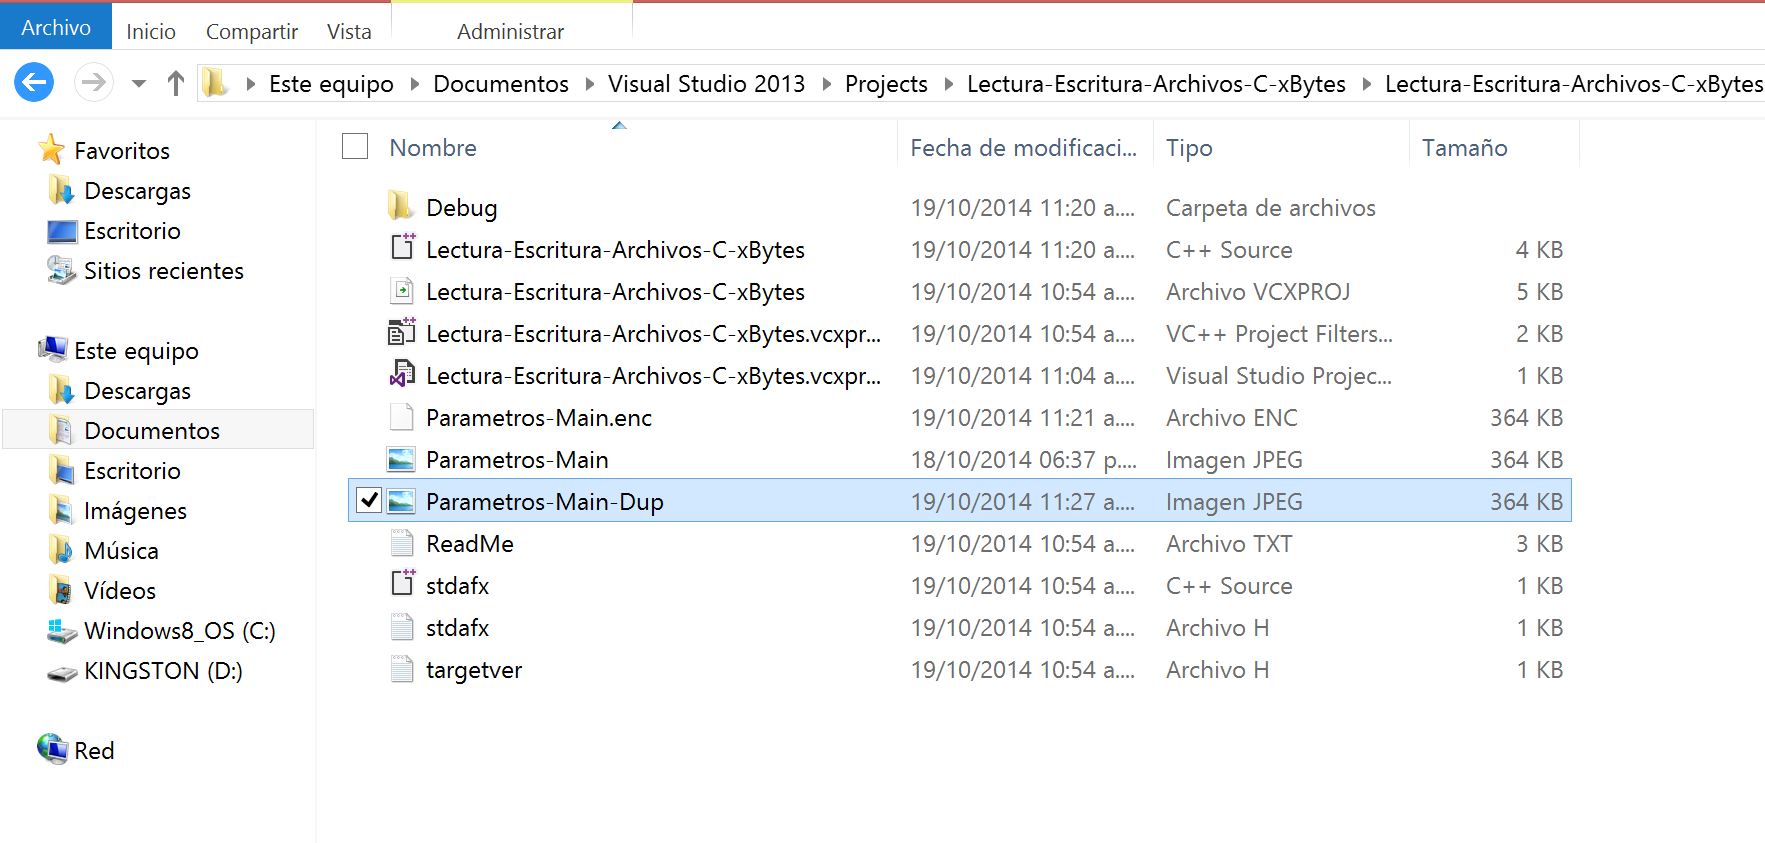 Archivo Inicio Compartir Vista Administrar
Este equipo Documentos Visual Studio 2013 Projects Lectura-Escritura-Archivos-C-xBytes Lectura-Escritura-Archivos-C-xBytes
Favoritos
Descargas
Escritorio
Sitios recientes
Este equipo
Descargas
Documentos
Escritorio
Imágenes
Música
Vídeos
Windows8_OS (C:)
KINGSTON (D:)
Red
Nombre Fecha de modificaci... Tipo Tamaño
Debug 19/10/2014 11:20 a.... Carpeta de archivos
Lectura-Escritura-Archivos-C-xBytes 19/10/2014 11:20 a.... C++ Source 4 KB
Lectura-Escritura-Archivos-C-xBytes 19/10/2014 10:54 a.... Archivo VCXPROJ 5 KB
Lectura-Escritura-Archivos-C-xBytes.vcxpr... 19/10/2014 10:54 a.... VC++ Project Filters... 2 KB
Lectura-Escritura-Archivos-C-xBytes.vcxpr... 19/10/2014 11:04 a.... Visual Studio Projec... 1 KB
Parametros-Main.enc 19/10/2014 11:21 a.... Archivo ENC 364 KB
Parametros-Main 18/10/2014 06:37 p.... Imagen JPEG 364 KB
Parametros-Main-Dup 19/10/2014 11:27 a.... Imagen JPEG 364 KB
ReadMe 19/10/2014 10:54 a.... Archivo TXT 3 KB
stdafx 19/10/2014 10:54 a.... C++ Source 1 KB
stdafx 19/10/2014 10:54 a.... Archivo H 1 KB
targetver 19/10/2014 10:54 a.... Archivo H 1 KB